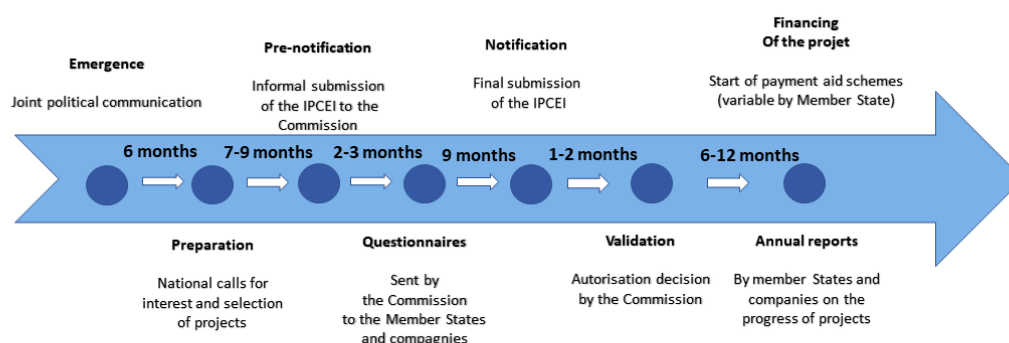 Emergence
Joint political communication
Pre-notification
Informal submission
of the IPCEI to the
Commission
Notification
Final submission
of the IPCEI
Financing
Of the projet
Start of payment aid schemes
(variable by Member State)
6 months
7-9 months
2-3 months
9 months
1-2 months
6-12 months
Preparation
National calls for
interest and selection
of projects
Questionnaires
Sent by
the Commission
to the Member States
and compagnies
Validation
Autorisation decision
by the Commission
Annual reports
By member States and
companies on the
progress of projects